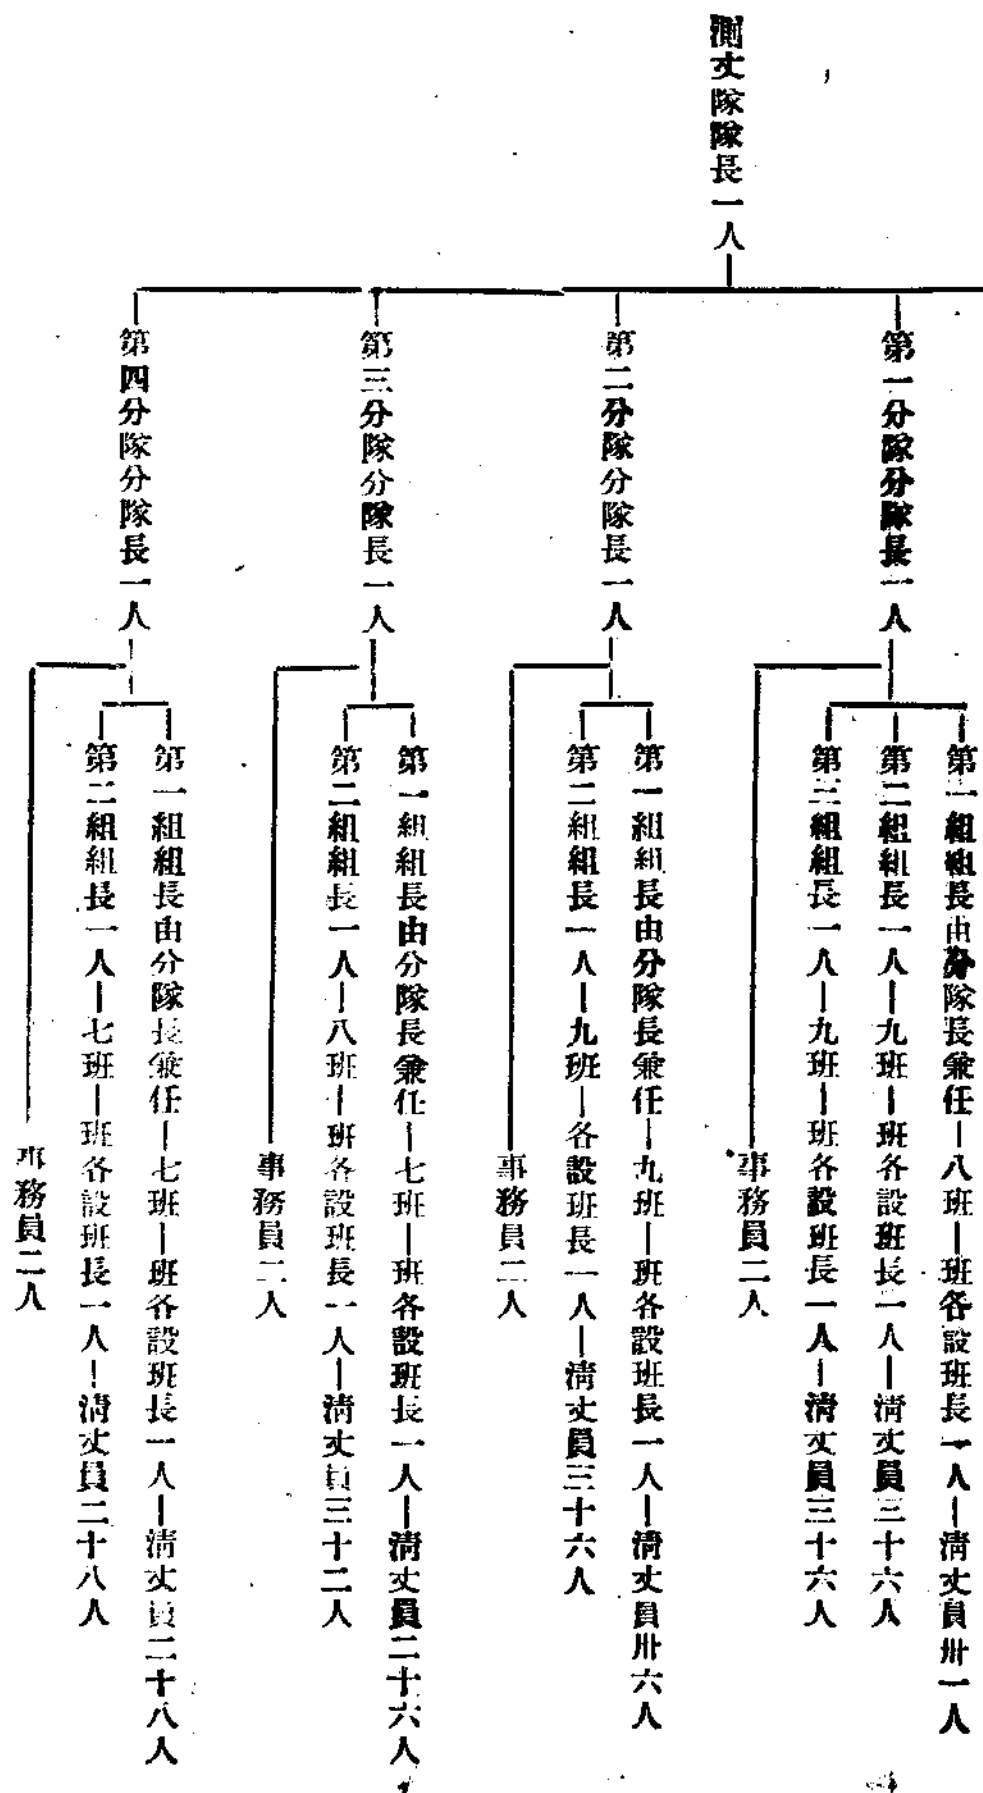 測丈隊隊長一人
第一分隊分隊長一人
第一組組長由分隊長兼任—八班—班各設班長一人—清丈員卅一人
第二組組長一人—九班—班各設班長一人—清丈員三十六人
第三組組長一人—九班—班各設班長一人—清丈員三十六人
事務員二人
第二分隊分隊長一人
第一組組長由分隊長兼任—九班—班各設班長一人—清丈員卅六人
第二組組長一人—九班—各設班長一人—清丈員三十六人
事務員二人
第三分隊分隊長一人
第一組組長由分隊長兼任—七班—班各設班長一人—清丈員二十六人
第二組組長一人—八班—班各設班長一人—清丈員三十二人
事務員二人
第四分隊分隊長一人
第一組組長由分隊長兼任—七班—班各設班長一人—清丈員二十八人
第二組組長一人—七班—班各設班長一人—清丈員二十八人
事務員二人